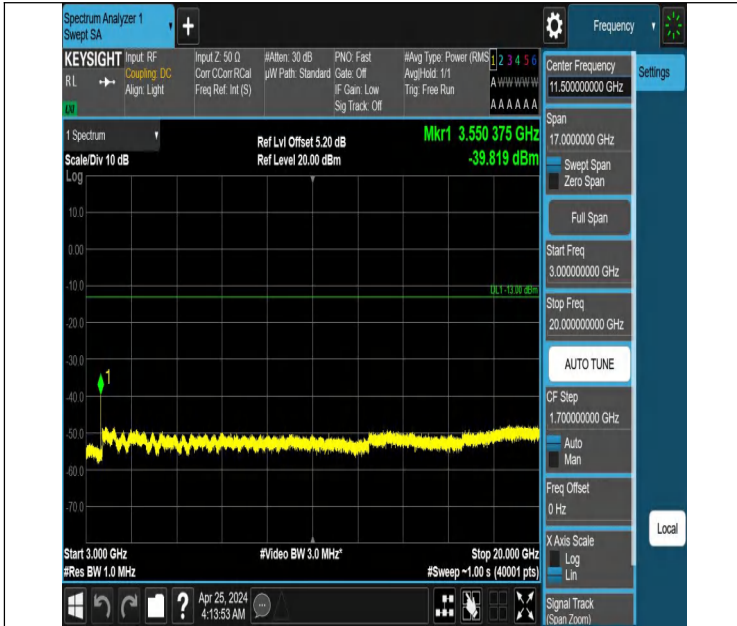 Spectrum Analyzer 1
Swept SA
+
Frequency
KEYSIGHT
RL
Input: RF
Coupling: DC
Align: Light
Input Z: 50 Ω
Corr CCorr RCal
Freq Ref: Int (S)
#Atten: 30 dB
µW Path: Standard
PNO: Fast
Gate: Off
IF Gain: Low
Sig Track: Off
#Avg Type: Power (RMS
Avg|Hold: 1/1
Trig: Free Run
1 2 3 4 5 6
A W W W W W
A A A A A A
1 Spectrum
Scale/Div 10 dB
Log
Ref Lvl Offset 5.20 dB
Ref Level 20.00 dBm
Mkr1 3.550 375 GHz
-39.819 dBm
10.0
0.00
-10.0
DL1 -13.00 dBm
-20.0
-30.0
1
-40.0
-50.0
-60.0
-70.0
Start 3.000 GHz
#Video BW 3.0 MHz*
Stop 20.000 GHz
#Res BW 1.0 MHz
#Sweep ~1.00 s (40001 pts)
?
Apr 25, 2024
4:13:53 AM
Center Frequency
11.500000000 GHz
Settings
Span
17.0000000 GHz
Swept Span
Zero Span
Full Span
Start Freq
3.000000000 GHz
Stop Freq
20.000000000 GHz
AUTO TUNE
CF Step
1.700000000 GHz
Auto
Man
Freq Offset
0 Hz
X Axis Scale
Log
Lin
Local
Signal Track
(Span Zoom)